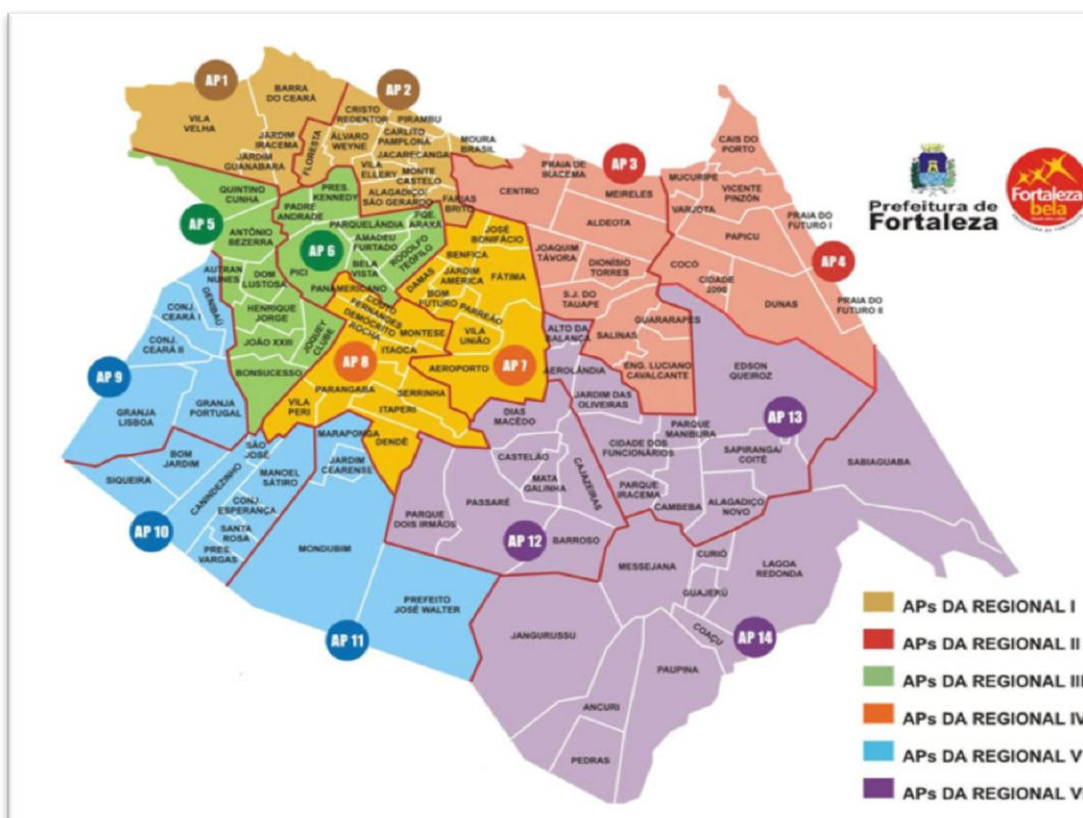 AP 1
BARRA
DO CEARÁ
VILA
VELHA
JARDIM
IRACEMA
JARDIM
GUANABARA
FLORESTA
AP 2
CRISTO
REDENTOR
PIRAMBU
ALVARO
WEYNE
CARLITO
PAMPLONA
JACARECANGA
MOURA
BRASIL
VILA
ELLERY
MONTE
CASTELO
ALAGADIÇO/
SÃO GERARDO
FARIAS
BRITO
AP 3
PRAIA DE
IRACEMA
CENTRO
MEIRELES
ALDEOTA
JOAQUIM
TÁVORA
DIONÍSIO
TORRES
S.J. DO
TAUAPE
CAIS DO
PORTO
MUCURIPE
VICENTE
PINZÓN
VARJOTA
PRAIA DO
FUTURO I
PAPICU
AP 4
COCÓ
CIDADE
2000
DUNAS
PRAIA DO
FUTURO II
GUARARAPES
SALINAS
ENG. LUCIANO
CAVALCANTE
Prefeitura de
Fortaleza
Fortaleza
bela
QUINTINO
CUNHA
AP 5
ANTÔNIO
BEZERRA
AUTRAN
NUNES
DOM
LUSTOSA
GENIBAÚ
HENRIQUE
JORGE
JOÃO XXIII
JOQUEY
CLUBE
BONSUCESSO
PRES.
KENNEDY
PADRE
ANDRADE
PARQUELÂNDIA
PQE.
ARAXÁ
AP 6
AMADEU
FURTADO
RODOLFO
TEÓFILO
PICI
BELA
VISTA
PANAMERICANO
JOSÉ
BONIFÁCIO
BENFICA
JARDIM
AMÉRICA
FÁTIMA
DAMAS
BOM
FUTURO
PARREÃO
VILA
UNIÃO
AP 7
AEROPORTO
COUTO
FERNANDES
DEMÓCRITO
ROCHA
MONTESE
ITAOCA
AP 8
PARANGABA
SERRINHA
VILA
PERI
ITAPERI
DENDÊ
CONJ.
CEARÁ I
CONJ.
CEARÁ II
AP 9
GRANJA
LISBOA
GRANJA
PORTUGAL
BOM
JARDIM
SIQUEIRA
SÃO
JOSÉ
CANINDEZINHO
MANOEL
SÁTIRO
CONJ.
ESPERANÇA
AP 10
SANTA
ROSA
PRES.
VARGAS
MARAPONGA
JARDIM
CEARENSE
MONDUBIM
PREFEITO
JOSÉ WALTER
AP 11
ALTO DA
BALANÇA
AEROLÂNDIA
JARDIM DAS
OLIVEIRAS
EDSON
QUEIROZ
AP 13
PARQUE
MANIBURA
CIDADE DOS
FUNCIONÁRIOS
SAPIRANGA/
COITÉ
SABIAGUABA
PARQUE
IRACEMA
CAMBEBA
ALAGADIÇO
NOVO
DIAS
MACÊDO
CASTELÃO
MATA
GALINHA
CAJAZEIRAS
PASSARÉ
PARQUE
DOIS IRMÃOS
AP 12
BARROSO
MESSEJANA
CURIÓ
LAGOA
REDONDA
GUAJERÚ
COAÇU
AP 14
JANGURUSSU
PAUPINA
ANCURI
PEDRAS
APs DA REGIONAL I
APs DA REGIONAL II
APs DA REGIONAL III
APs DA REGIONAL IV
APs DA REGIONAL V
APs DA REGIONAL V